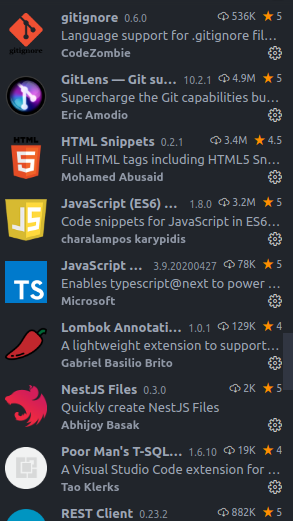 gitignore 0.6.0 536K 5
Language support for .gitignore fil...
CodeZombie
GitLens — Git su... 10.2.1 4.9M 5
Supercharge the Git capabilities bu...
Eric Amodio
HTML Snippets 0.2.1 3.4M 4.5
Full HTML tags including HTML5 Sn...
Mohamed Abusaid
JavaScript (ES6) ... 1.8.0 3.2M 5
Code snippets for JavaScript in ES6...
charalampos karypidis
JavaScript ... 3.9.20200427 78K 5
Enables typescript@next to power ...
Microsoft
Lombok Annotati... 1.0.1 129K 4
A lightweight extension to support...
Gabriel Basilio Brito
NestJS Files 0.3.0 2K 5
Quickly create NestJS Files
Abhijoy Basak
Poor Man's T-SQL... 1.6.10 19K 4
A Visual Studio Code extension for ...
Tao Klerks
REST Client 0.23.2 882K 5
gitignore
HTML
5
JS
TS